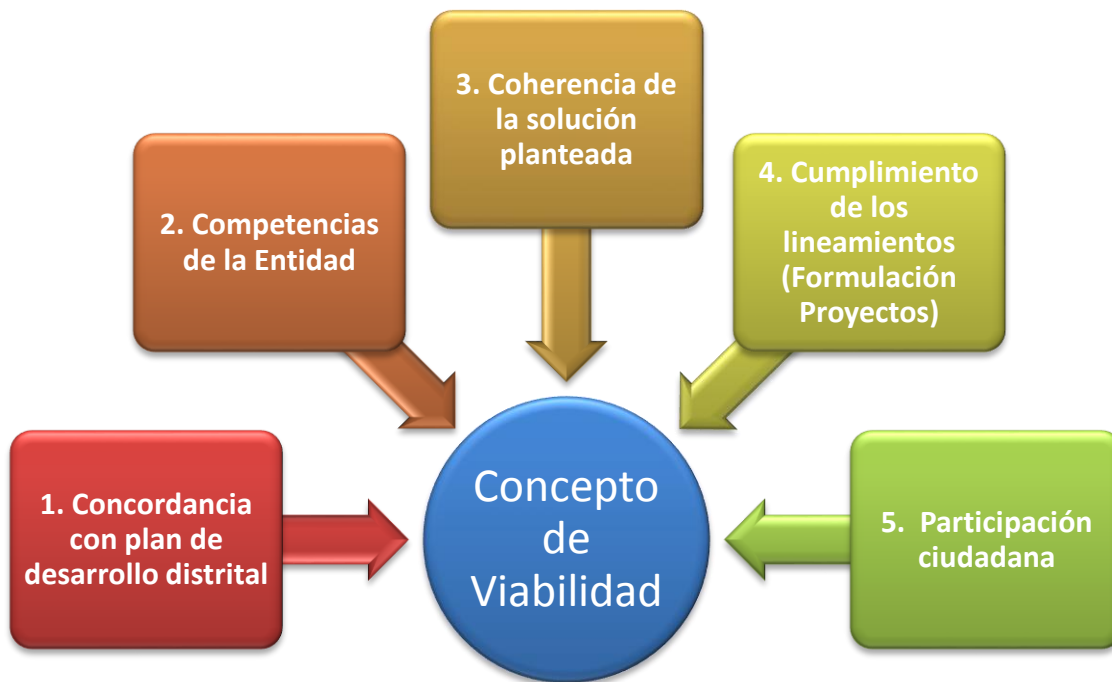 1. Concordancia
con plan de
desarrollo distrital
2. Competencias
de la Entidad
3. Coherencia de
la solución
planteada
4. Cumplimiento
de los
lineamientos
(Formulación
Proyectos)
5. Participación
ciudadana
Concepto
de
Viabilidad